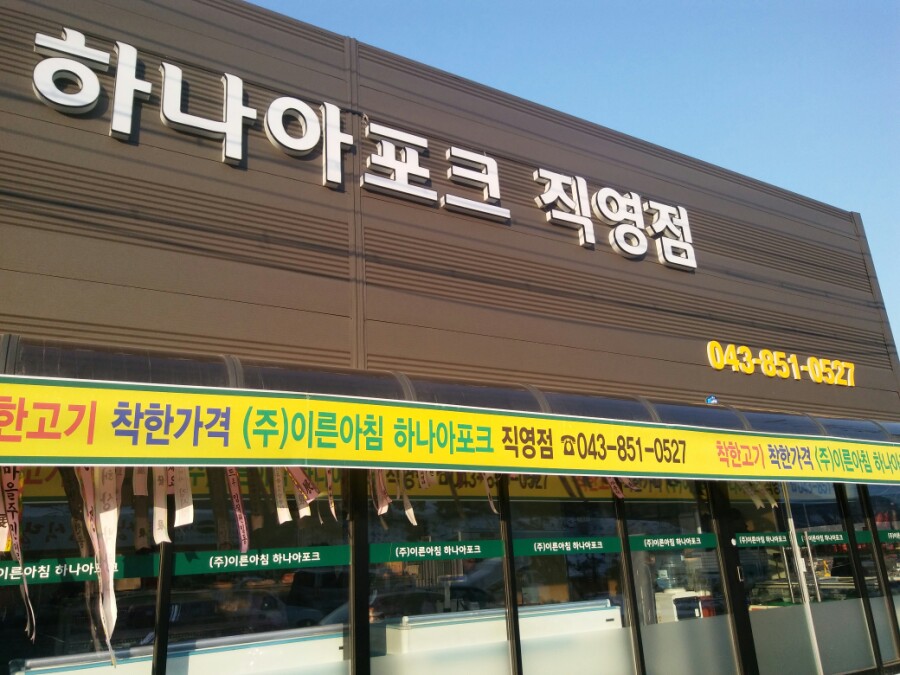 하나아포크 직영점
043-851-0527
한고기 착한가격 (주)이른아침 하나아포크 직영점 ☎043-851-0527 착한고기 착한가격 (주)이른아침 하나아
043-851-0527
이른아침 하나아포크
(주)이른아침 하나아포크
(주)이른아침 하나아포크
(주)이른아침 하나아포크
(주)이른아침 하나아포크
(주)이른아침 하나아포크
이른아침 하나아포크